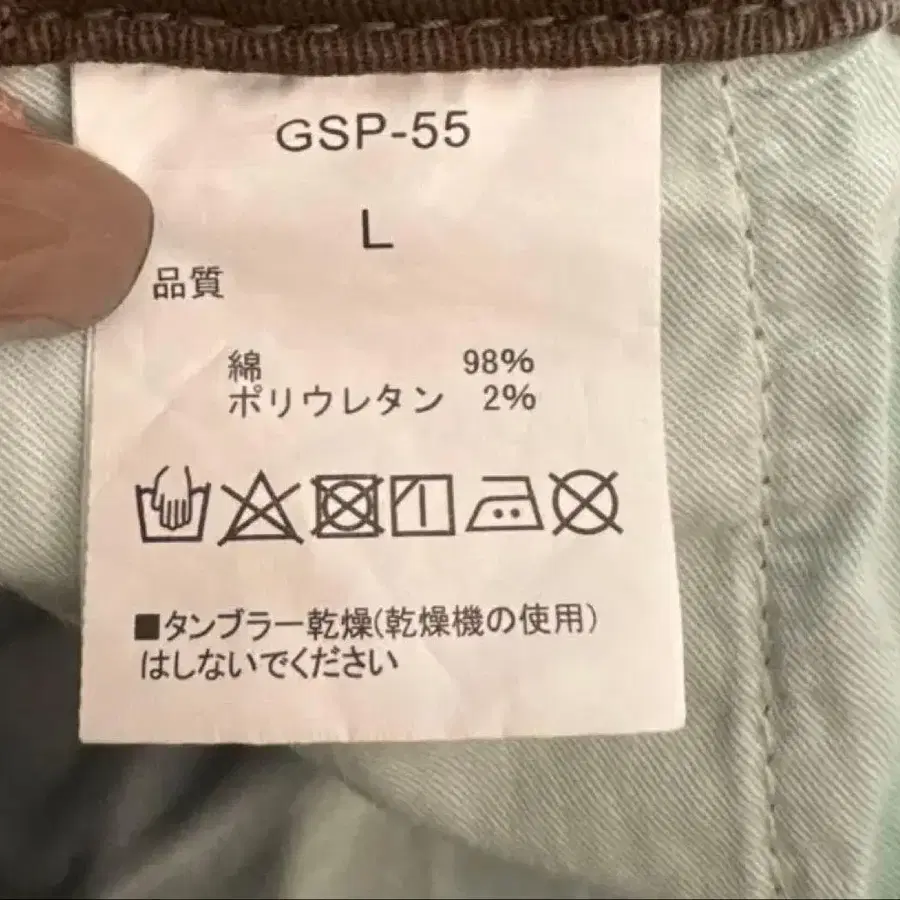 GSP-55
L
品質
綿 98%
ポリウレタン 2%
■タンブラー乾燥(乾燥機の使用)
はしないでください